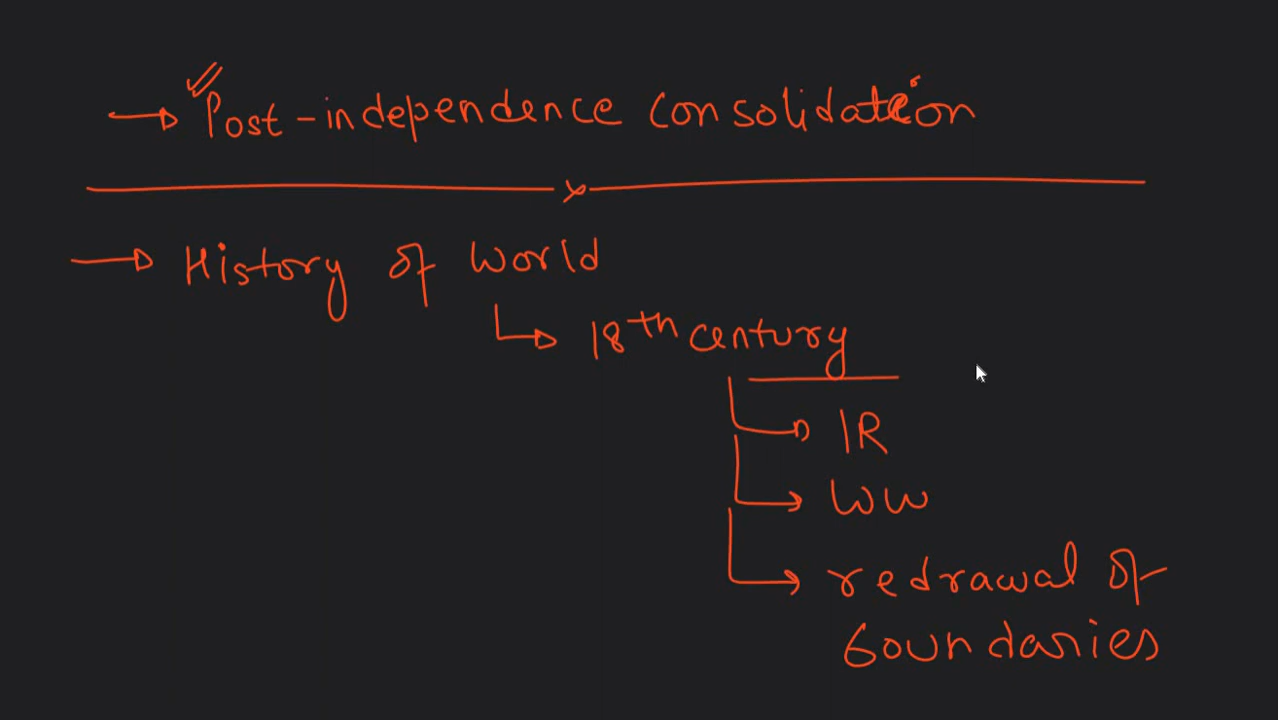 Post-independence consolidation
History of World
18th century
IR
WW
redrawal of
boundaries